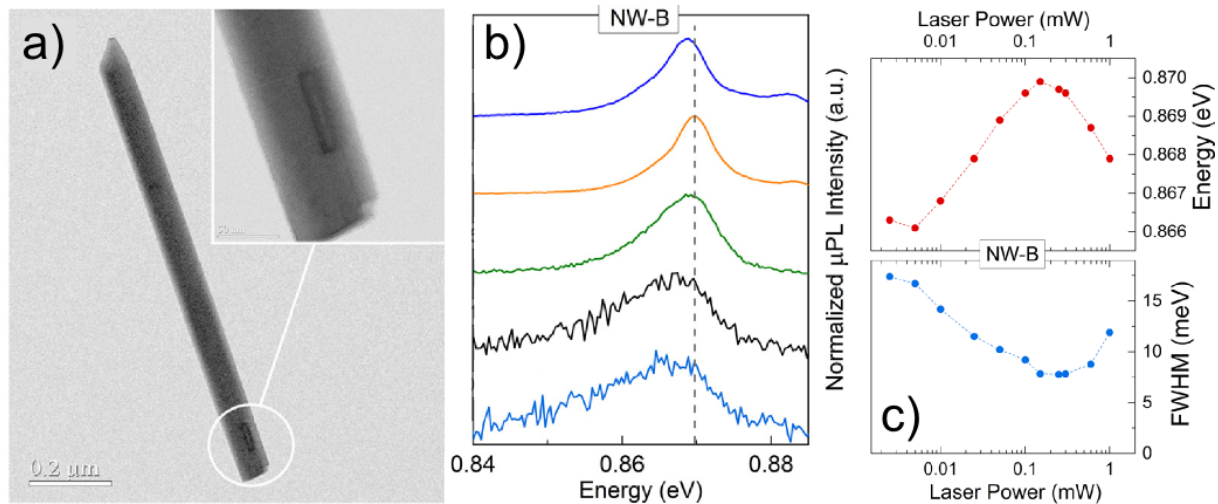 a)
50 nm
0.2 µm
b)
NW-B
0.84
0.86
0.88
Energy (eV)
Normalized µPL Intensity (a.u.)
Laser Power (mW)
0.01
0.1
1
0.870
0.869
0.868
0.867
0.866
Energy (eV)
NW-B
15
10
5
0
FWHM (meV)
c)
0.01
0.1
1
Laser Power (mW)